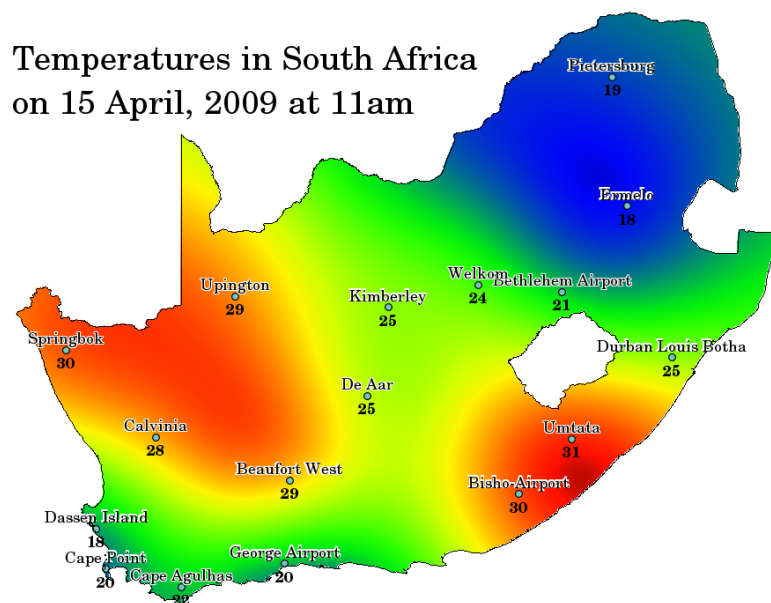 Temperatures in South Africa
on 15 April, 2009 at 11am
Pietersburg
19
Ermelo
18
Upington
29
Kimberley
25
Welkom
24
Bethlehem Airport
21
Springbok
30
Durban Louis Botha
25
De Aar
25
Calvinia
28
Umtata
31
Beaufort West
29
Bisho-Airport
30
Dassen Island
18
Cape Point
20
George Airport
20
Cape Agulhas
22